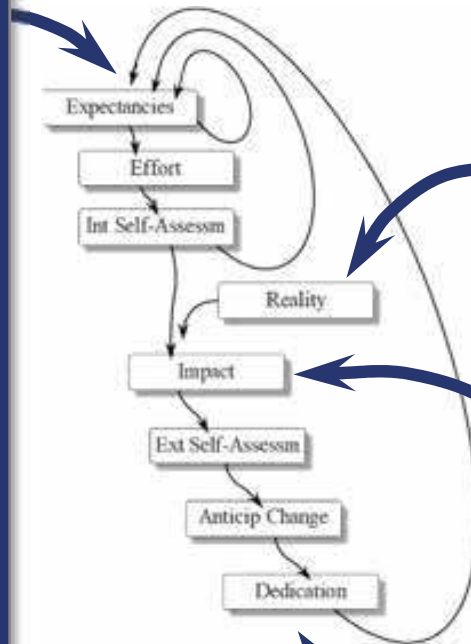 Expectancies
Effort
Int Self-Assessm
Reality
Impact
Ext Self-Assessm
Anticip Change
Dedication